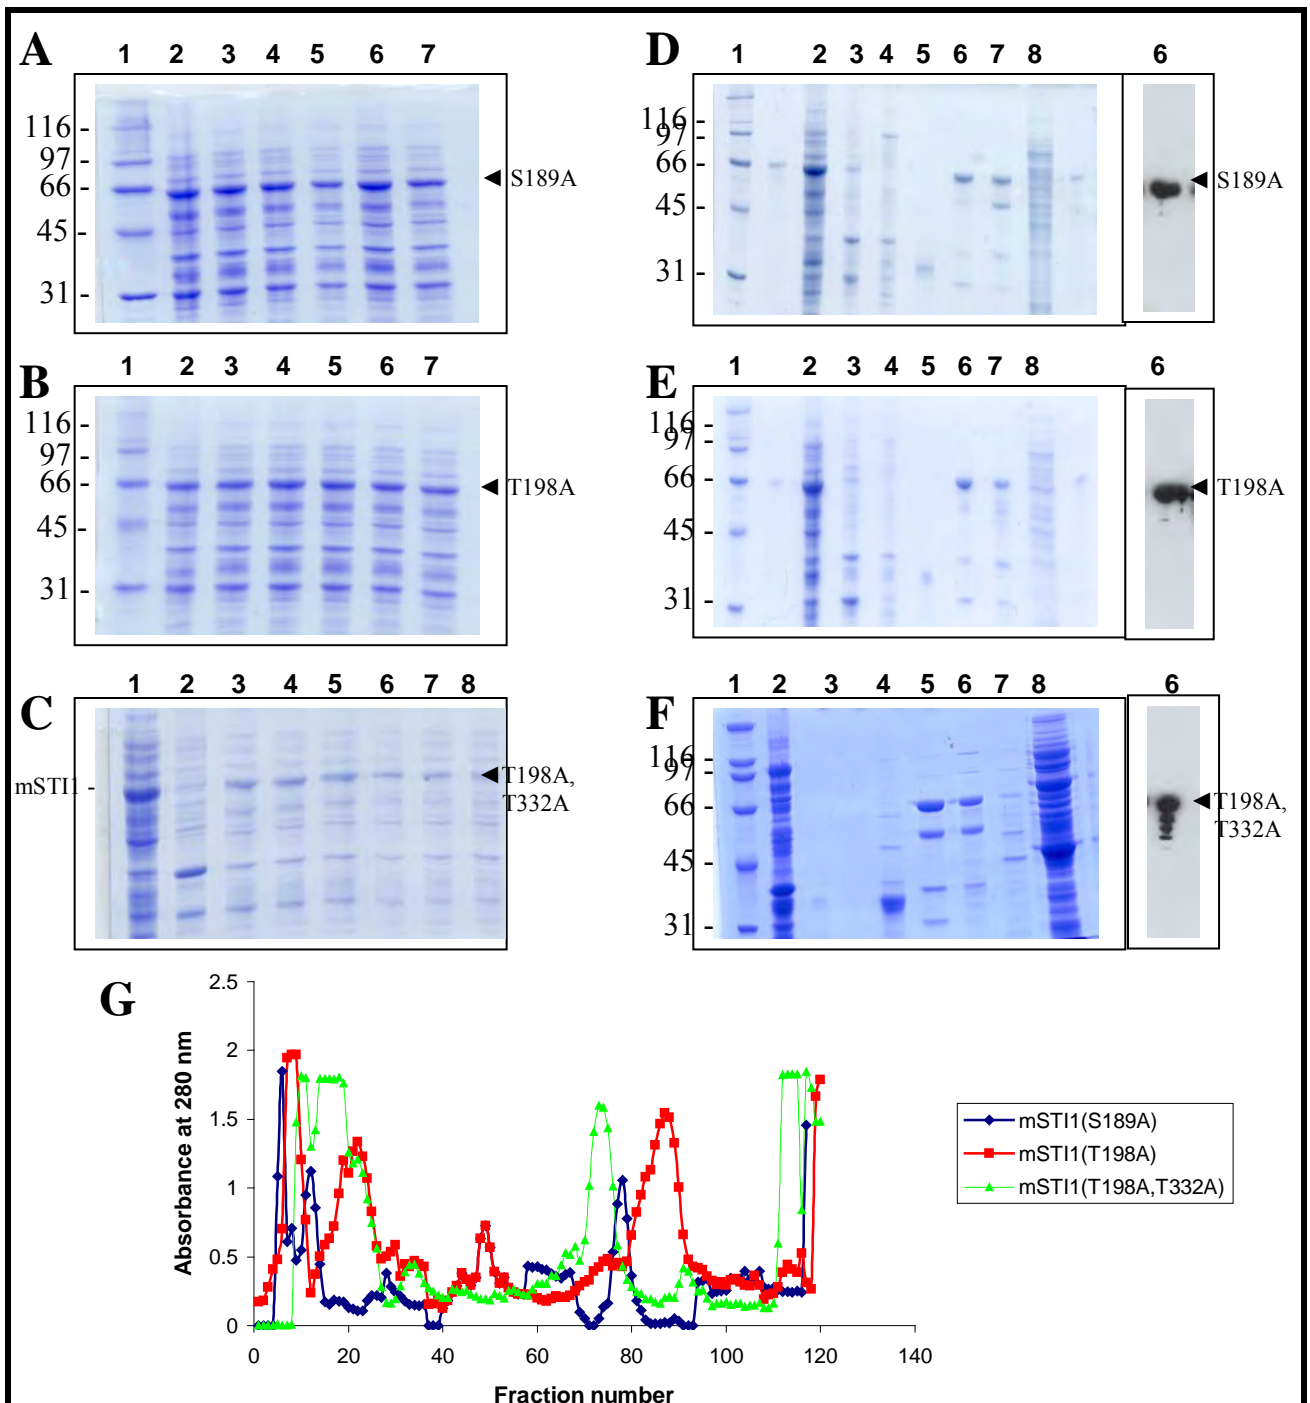 A 1 2 3 4 5 6 7
116 -
97 -
66 -
45 -
31 -
S189A
D 1 2 3 4 5 6 7 8 6
116 -
97 -
66 -
45 -
31 -
S189A
B 1 2 3 4 5 6 7
116 -
97 -
66 -
45 -
31 -
T198A
E 1 2 3 4 5 6 7 8 6
116 -
97 -
66 -
45 -
31 -
T198A
C 1 2 3 4 5 6 7 8
mSTI1 -
T198A,
T332A
F 1 2 3 4 5 6 7 8 6
116 -
97 -
66 -
45 -
31 -
T198A,
T332A
G
Absorbance at 280 nm
2.5
2
1.5
1
0.5
0
0 20 40 60 80 100 120 140
Fraction number
mSTI1(S189A)
mSTI1(T198A)
mSTI1(T198A,T332A)